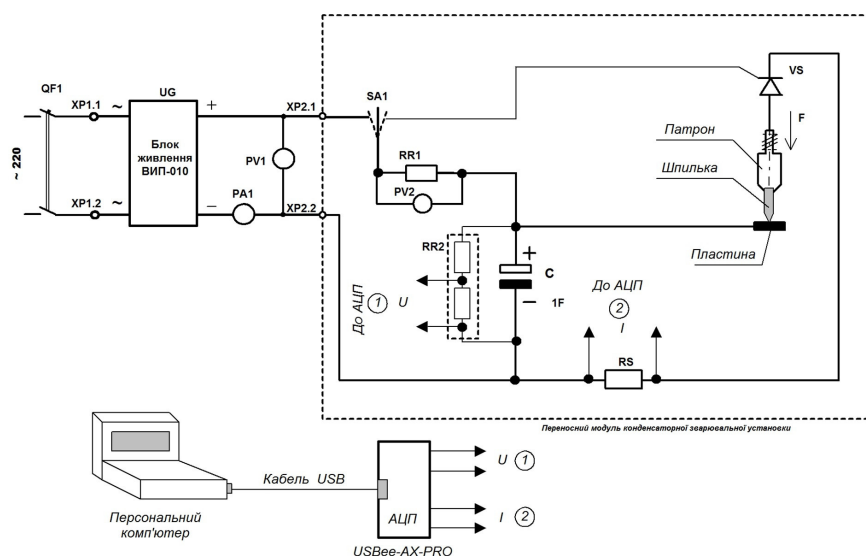 QF1
XP1.1
~
UG
+
XP2.1
SA1
VS
~ 220
Блок
живлення
ВИП-010
PV1
RR1
Патрон
F
PV2
Шпилька
XP1.2
~
PA1
–
XP2.2
+
RR2
C
Пластина
До АЦП 1 U
– 1F
До АЦП
2
I
RS
Переносний модуль конденсаторної зварювальної установки
U 1
Кабель USB
АЦП
I 2
Персональний
комп'ютер
USBee-AX-PRO